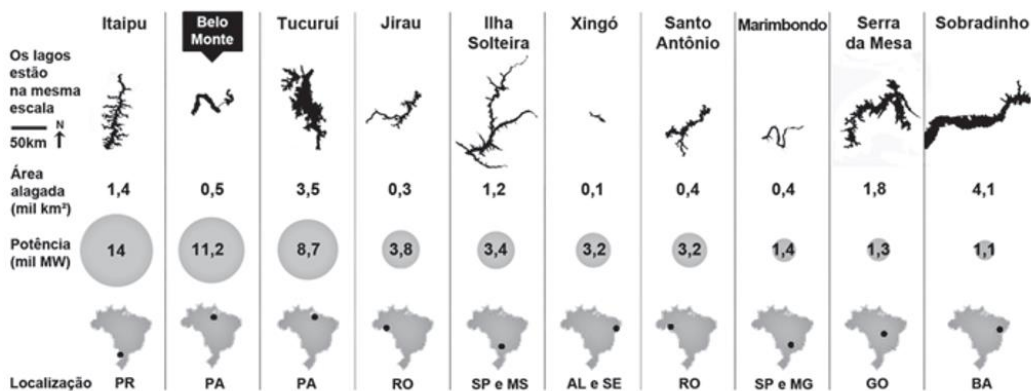 Itaipu
Belo
Monte
Tucuruí
Jirau
Ilha
Solteira
Xingó
Santo
Antônio
Marimbondo
Serra
da Mesa
Sobradinho
Os lagos
estão
na mesma
escala
N
50km
Área
alagada
(mil km²)
1,4 0,5 3,5 0,3 1,2 0,1 0,4 0,4 1,8 4,1
Potência
(mil MW)
14 11,2 8,7 3,8 3,4 3,2 3,2 1,4 1,3 1,1
Localização PR PA PA RO SP e MS AL e SE RO SP e MG GO BA